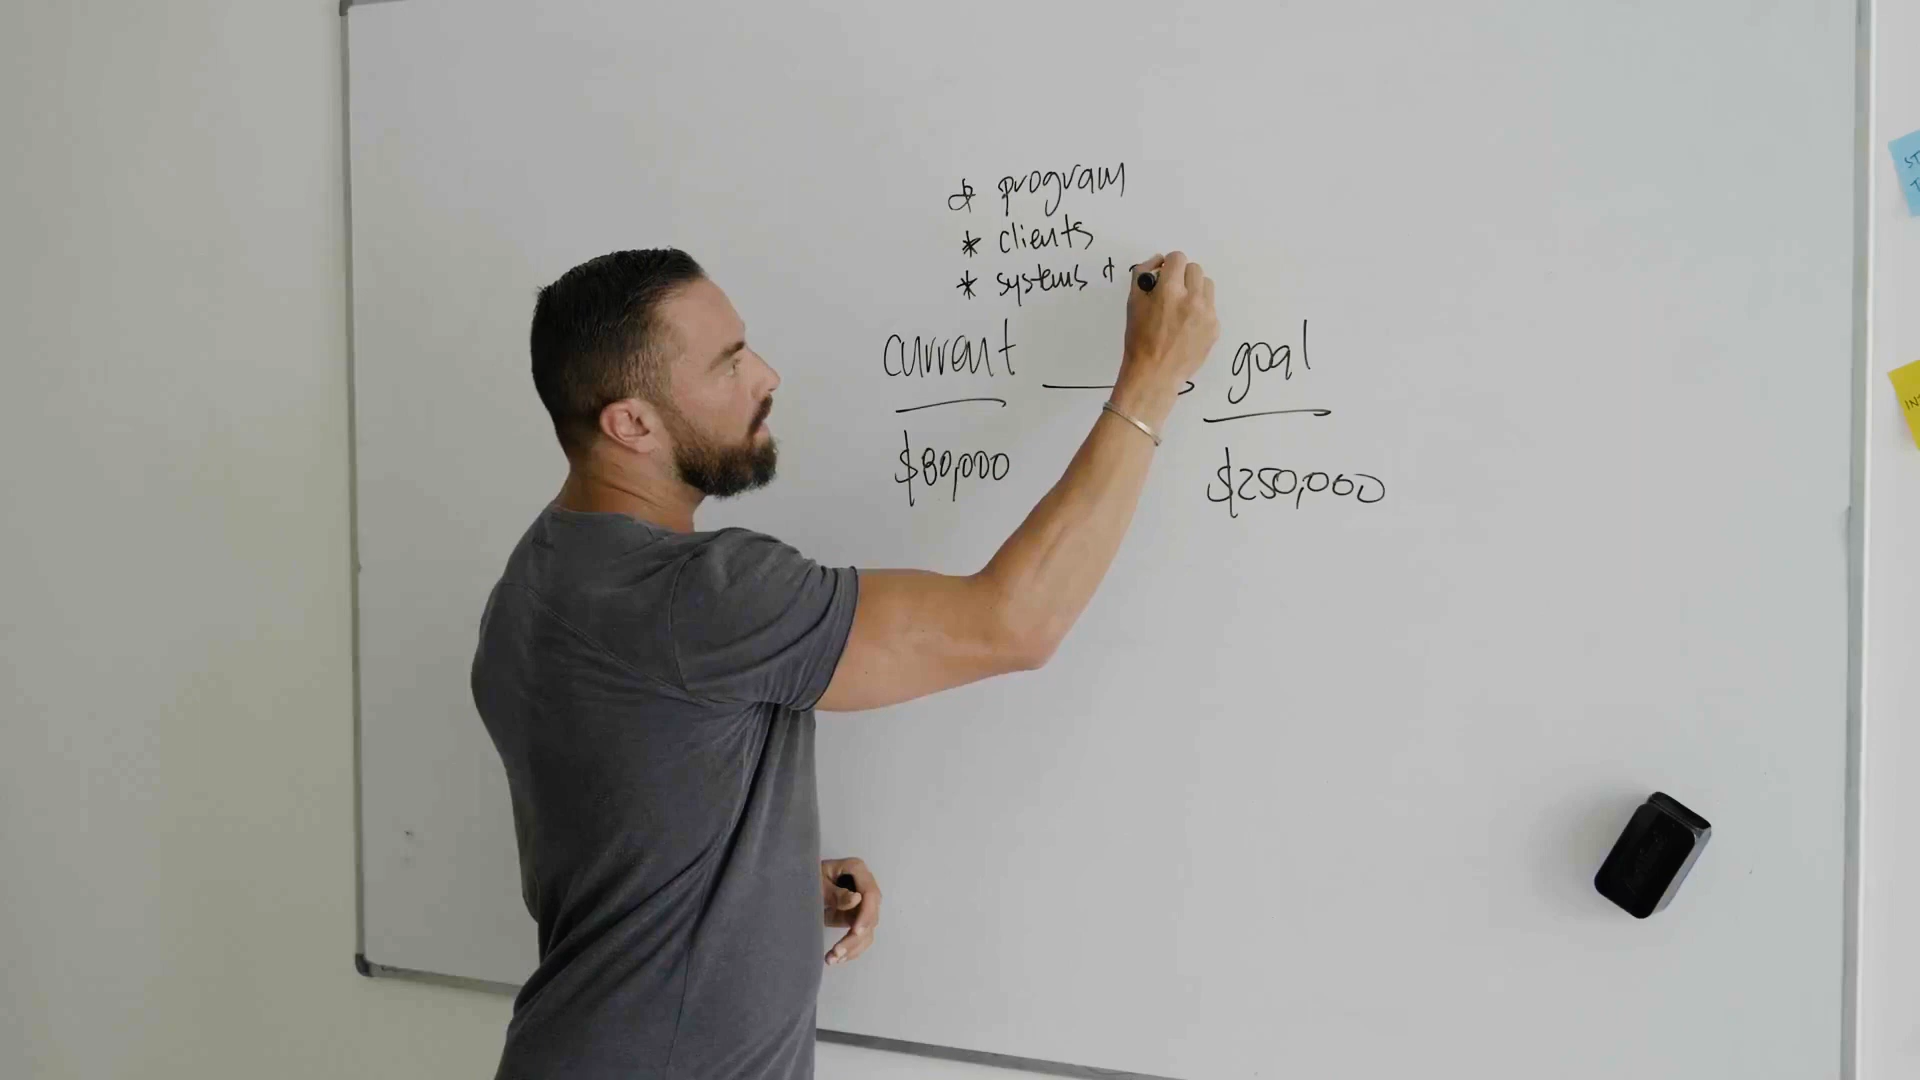 * program
* clients
* systems +
current → goal
$80,000 $250,000